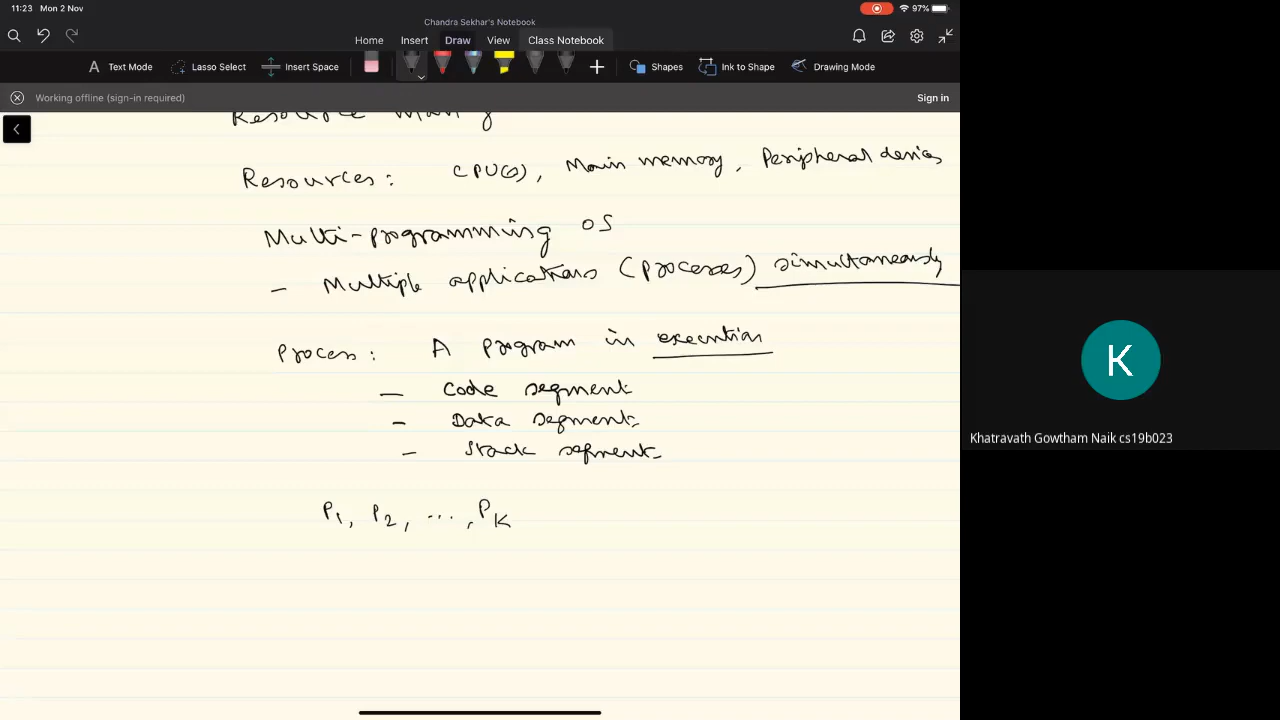 11:23 Mon 2 Nov
97%
Chandra Sekhar's Notebook
Home Insert Draw View Class Notebook
Text Mode Lasso Select Insert Space Shapes Ink to Shape Drawing Mode
Working offline (sign-in required) Sign in
Resource
Resources: CPU(s), Main memory, Peripheral devices
Multi-programming OS
- Multiple applications (processes) simultaneously
Process: A program in execution
- Code segment
- Data segment
- Stack segment
P1, P2, ..., PK
K
Khatravath Gowtham Naik cs19b023